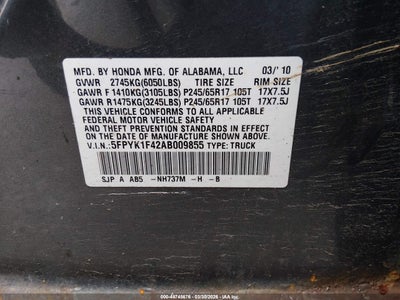 MFD. BY HONDA MFG. OF ALABAMA, LLC 03/'10
GVWR 2745KG(6050LBS) TIRE SIZE RIM SIZE
GAWR F 1410KG(3105LBS) P245/65R17 105T 17X7.5J
GAWR R 1475KG(3245LBS) P245/65R17 105T 17X7.5J
THIS VEHICLE CONFORMS TO ALL APPLICABLE
FEDERAL MOTOR VEHICLE SAFETY STANDARDS
IN EFFECT ON THE DATE OF MANUFACTURE SHOWN ABOVE.
V.I.N.: 5FPYK1F42AB009855 TYPE: TRUCK
SJP A AB5 -NH737M -H -B